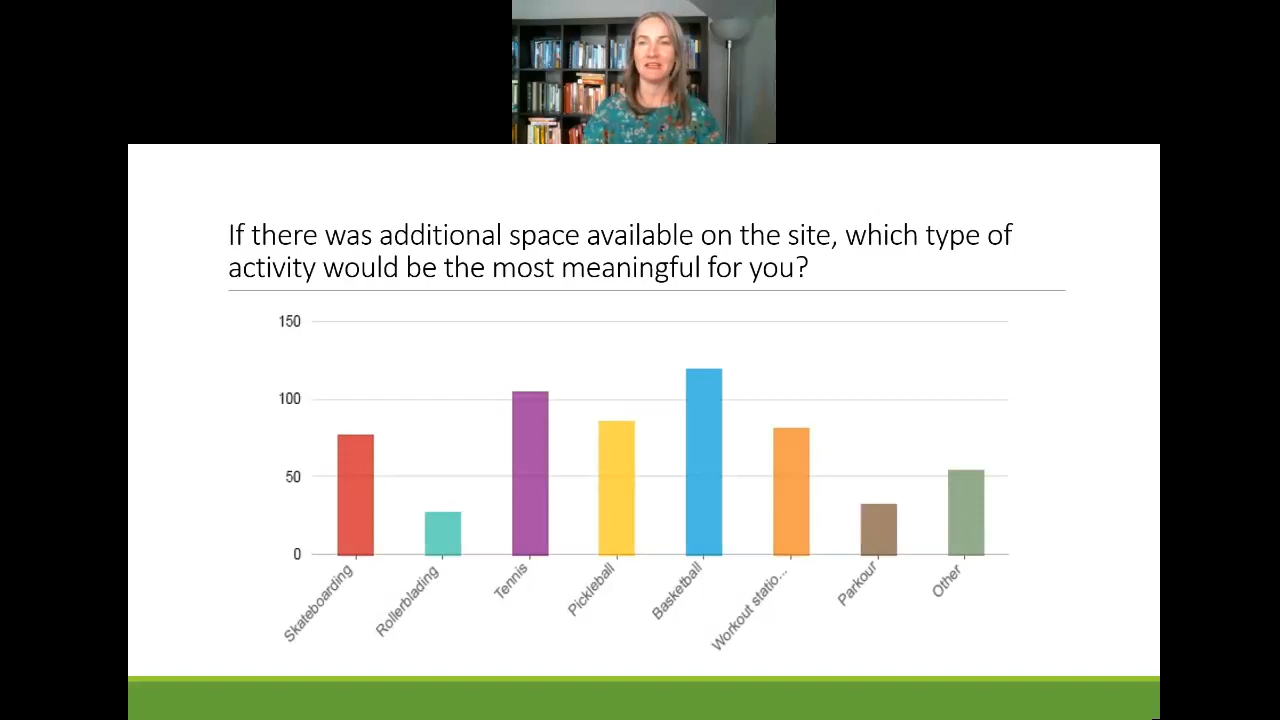 If there was additional space available on the site, which type of
activity would be the most meaningful for you?
150
100
50
0
Skateboarding
Rollerblading
Tennis
Pickleball
Basketball
Workout statio...
Parkour
Other